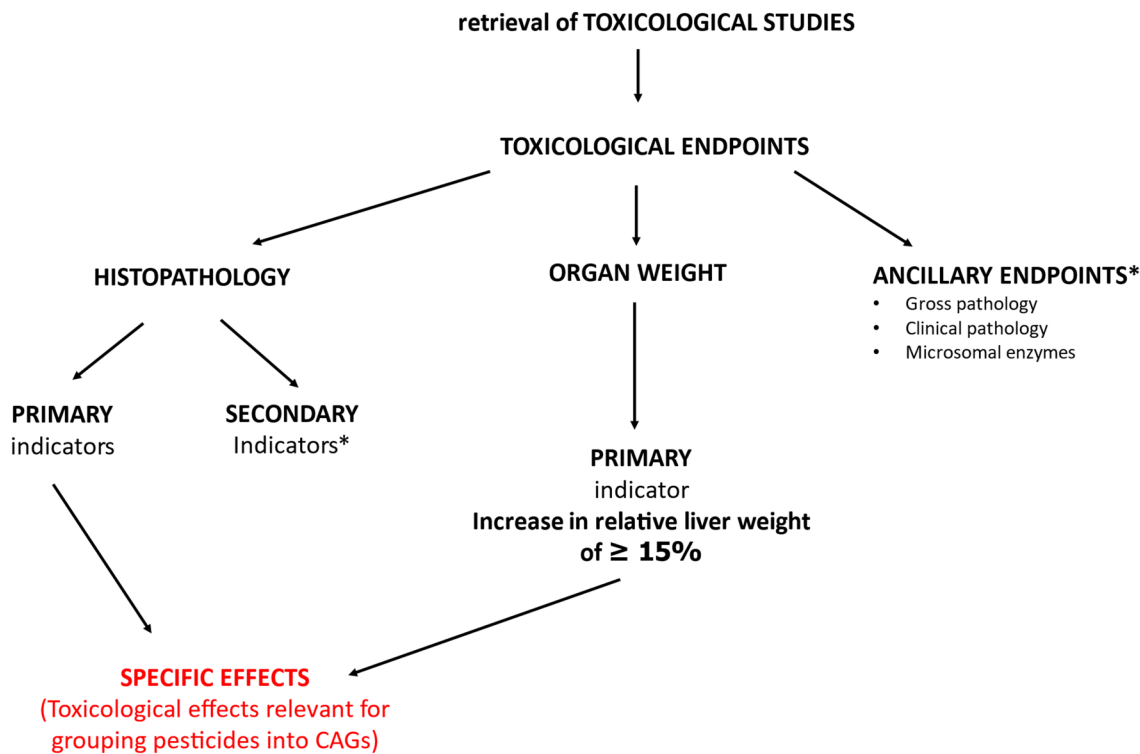 retrieval of TOXICOLOGICAL STUDIES
TOXICOLOGICAL ENDPOINTS
HISTOPATHOLOGY
ORGAN WEIGHT
ANCILLARY ENDPOINTS*
• Gross pathology
• Clinical pathology
• Microsomal enzymes
PRIMARY
indicators
SECONDARY
Indicators*
PRIMARY
indicator
Increase in relative liver weight
of ≥ 15%
SPECIFIC EFFECTS
(Toxicological effects relevant for
grouping pesticides into CAGs)